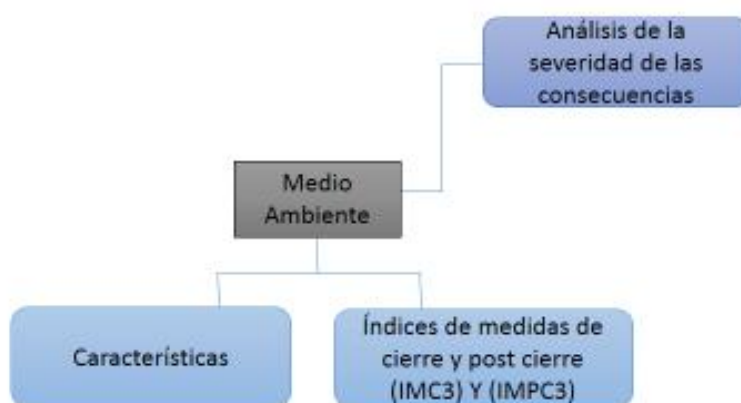 Análisis de la
severidad de las
consecuencias
Medio
Ambiente
Características
Índices de medidas de
cierre y post cierre
(IMC3) Y (IMPC3)